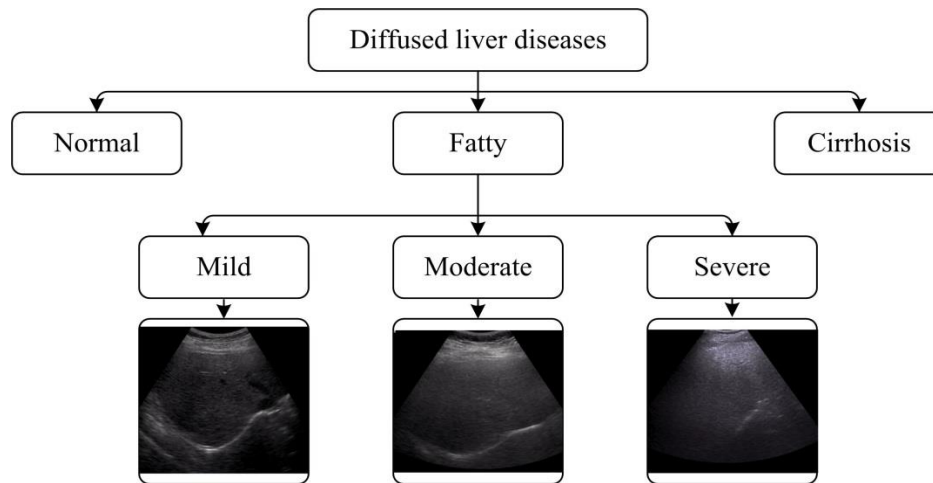 Diffused liver diseases
Normal
Fatty
Cirrhosis
Mild
Moderate
Severe